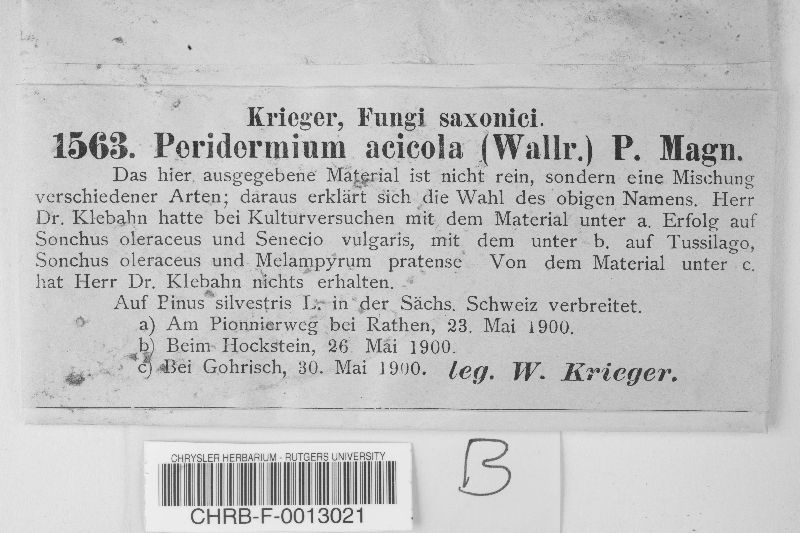 Krieger, Fungi saxonici.
1563. Peridermium acicola (Wallr.) P. Magn.
Das hier ausgegebene Material ist nicht rein, sondern eine Mischung
verschiedener Arten; daraus erklärt sich die Wahl des obigen Namens. Herr
Dr. Klebahn hatte bei Kulturversuchen mit dem Material unter a. Erfolg auf
Sonchus oleraceus und Senecio vulgaris, mit dem unter b. auf Tussilago,
Sonchus oleraceus und Melampyrum pratense Von dem Material unter c.
hat Herr Dr. Klebahn nichts erhalten.
Auf Pinus silvestris L. in der Sächs. Schweiz verbreitet.
a) Am Pionnierweg bei Rathen, 23. Mai 1900.
b) Beim Hockstein, 26. Mai 1900.
c) Bei Gohrisch, 30. Mai 1900. leg. W. Krieger.
CHRYSLER HERBARIUM - RUTGERS UNIVERSITY
CHRB-F-0013021
B